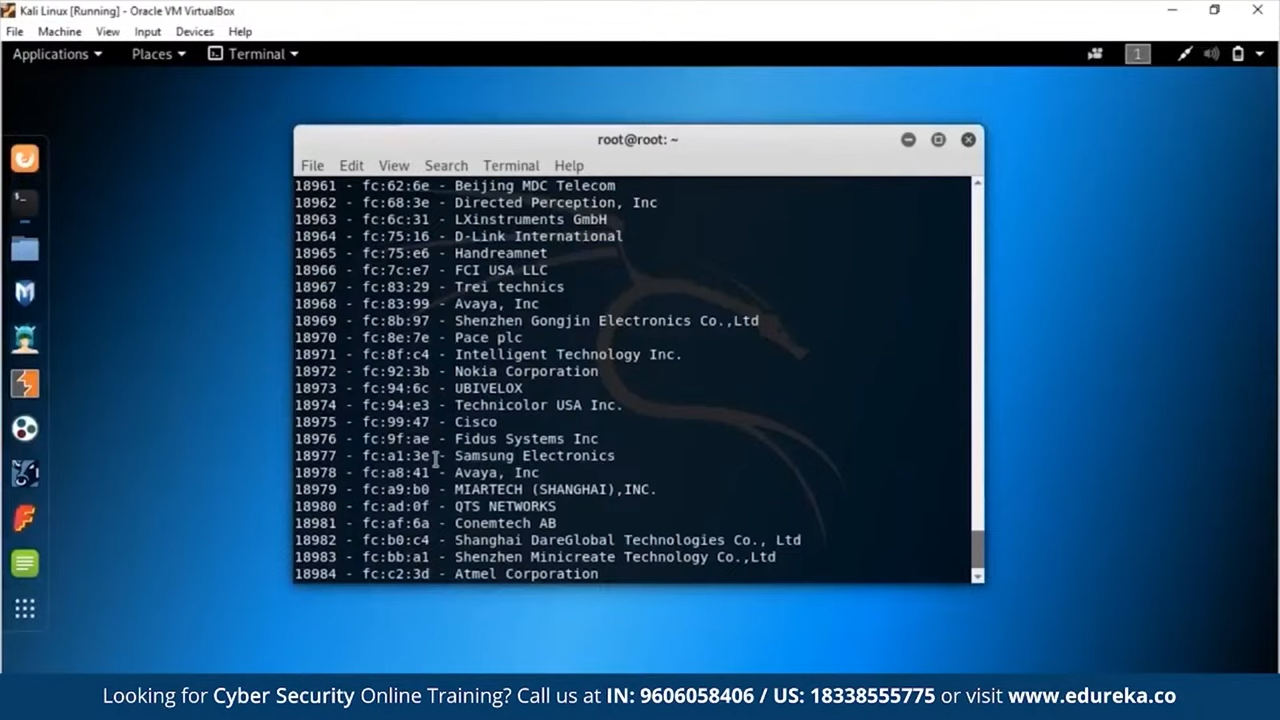 Kali Linux [Running] - Oracle VM VirtualBox
File Machine View Input Devices Help
Applications Places Terminal 1
root@root: ~
File Edit View Search Terminal Help
18961 - fc:62:6e - Beijing MDC Telecom
18962 - fc:68:3e - Directed Perception, Inc
18963 - fc:6c:31 - LXinstruments GmbH
18964 - fc:75:16 - D-Link International
18965 - fc:75:e6 - Handreamnet
18966 - fc:7c:e7 - FCI USA LLC
18967 - fc:83:29 - Trei technics
18968 - fc:83:99 - Avaya, Inc
18969 - fc:8b:97 - Shenzhen Gongjin Electronics Co.,Ltd
18970 - fc:8e:7e - Pace plc
18971 - fc:8f:c4 - Intelligent Technology Inc.
18972 - fc:92:3b - Nokia Corporation
18973 - fc:94:6c - UBIVELOX
18974 - fc:94:e3 - Technicolor USA Inc.
18975 - fc:99:47 - Cisco
18976 - fc:9f:ae - Fidus Systems Inc
18977 - fc:a1:3e - Samsung Electronics
18978 - fc:a8:41 - Avaya, Inc
18979 - fc:a9:b0 - MIARTECH (SHANGHAI),INC.
18980 - fc:ad:0f - QTS NETWORKS
18981 - fc:af:6a - Conemtech AB
18982 - fc:b0:c4 - Shanghai DareGlobal Technologies Co., Ltd
18983 - fc:bb:a1 - Shenzhen Minicreate Technology Co.,Ltd
18984 - fc:c2:3d - Atmel Corporation
Looking for Cyber Security Online Training? Call us at IN: 9606058406 / US: 18338555775 or visit www.edureka.co